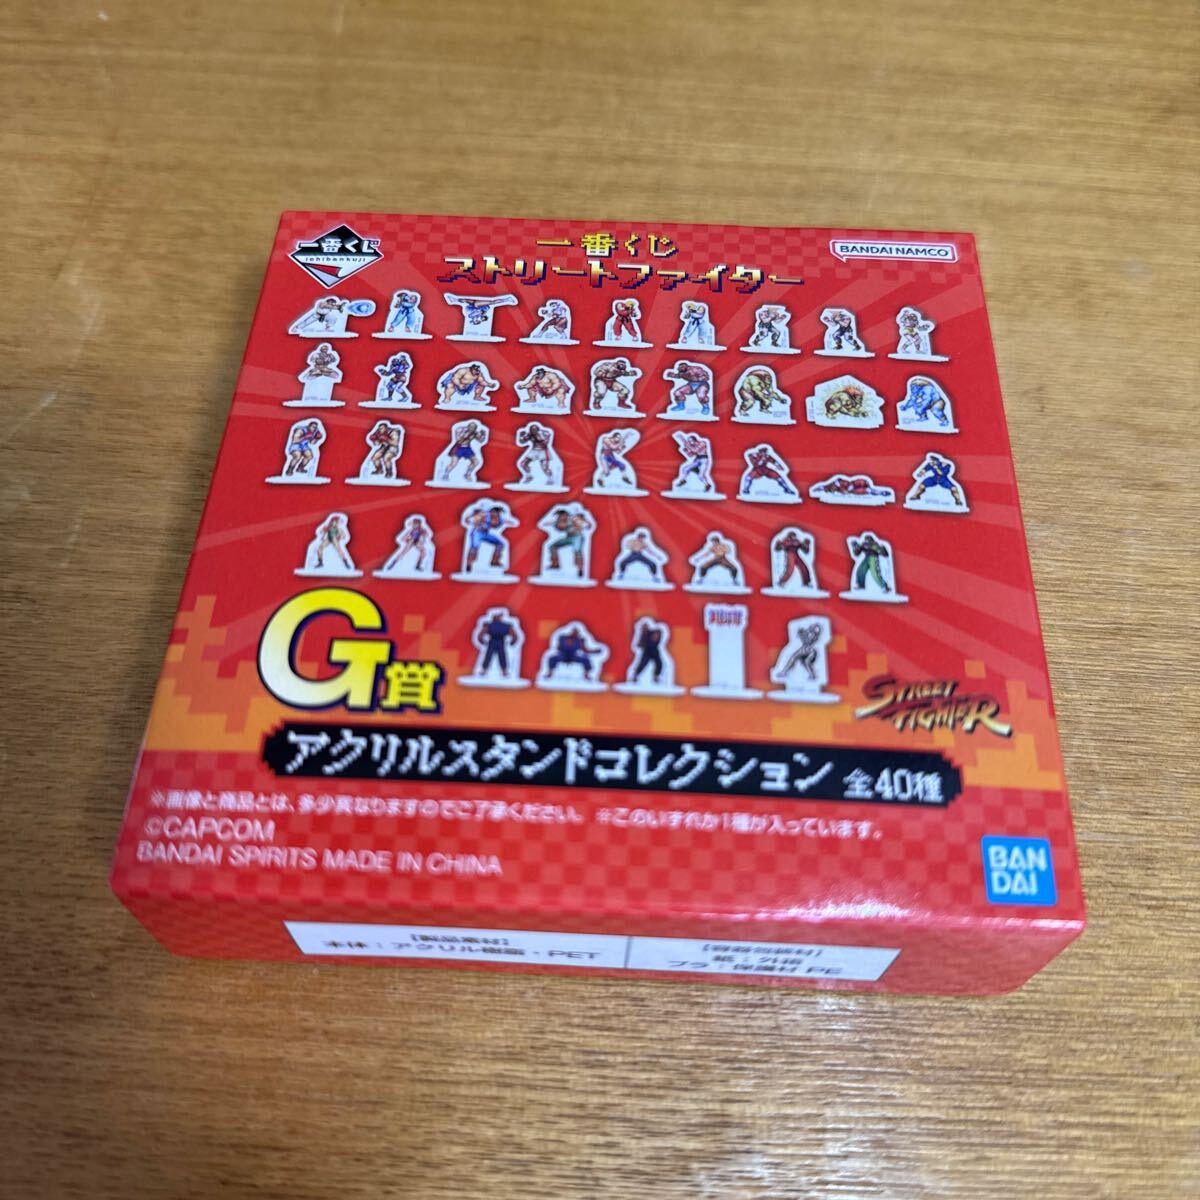 一番くじ
ichibankuji
一番くじ
ストリートファイター
BANDAI NAMCO
G賞
STREET FIGHTER
アクリルスタンドコレクション 全40種
※画像と商品とは、多少異なりますのでご了承ください。 ※このいずれか1種が入っています。
©CAPCOM
BANDAI SPIRITS MADE IN CHINA
BAN
DAI
【製品素材】
本体:アクリル樹脂・PET
【容器包装材】
紙:外箱
プラ:保護材 PE